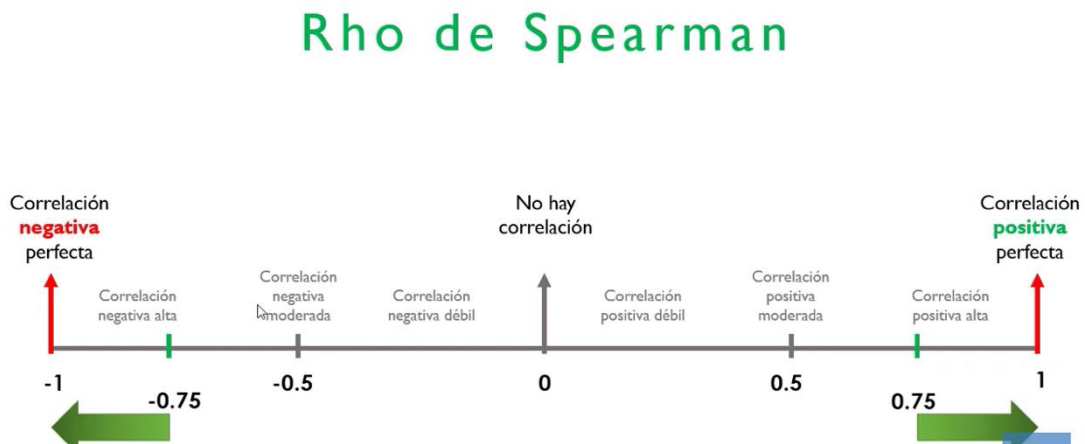 Rho de Spearman
Correlación
negativa
perfecta
No hay
correlación
Correlación
positiva
perfecta
Correlación
negativa alta
Correlación
negativa
moderada
Correlación
negativa débil
Correlación
positiva débil
Correlación
positiva
moderada
Correlación
positiva alta
-1
-0.75
-0.5
0
0.5
0.75
1